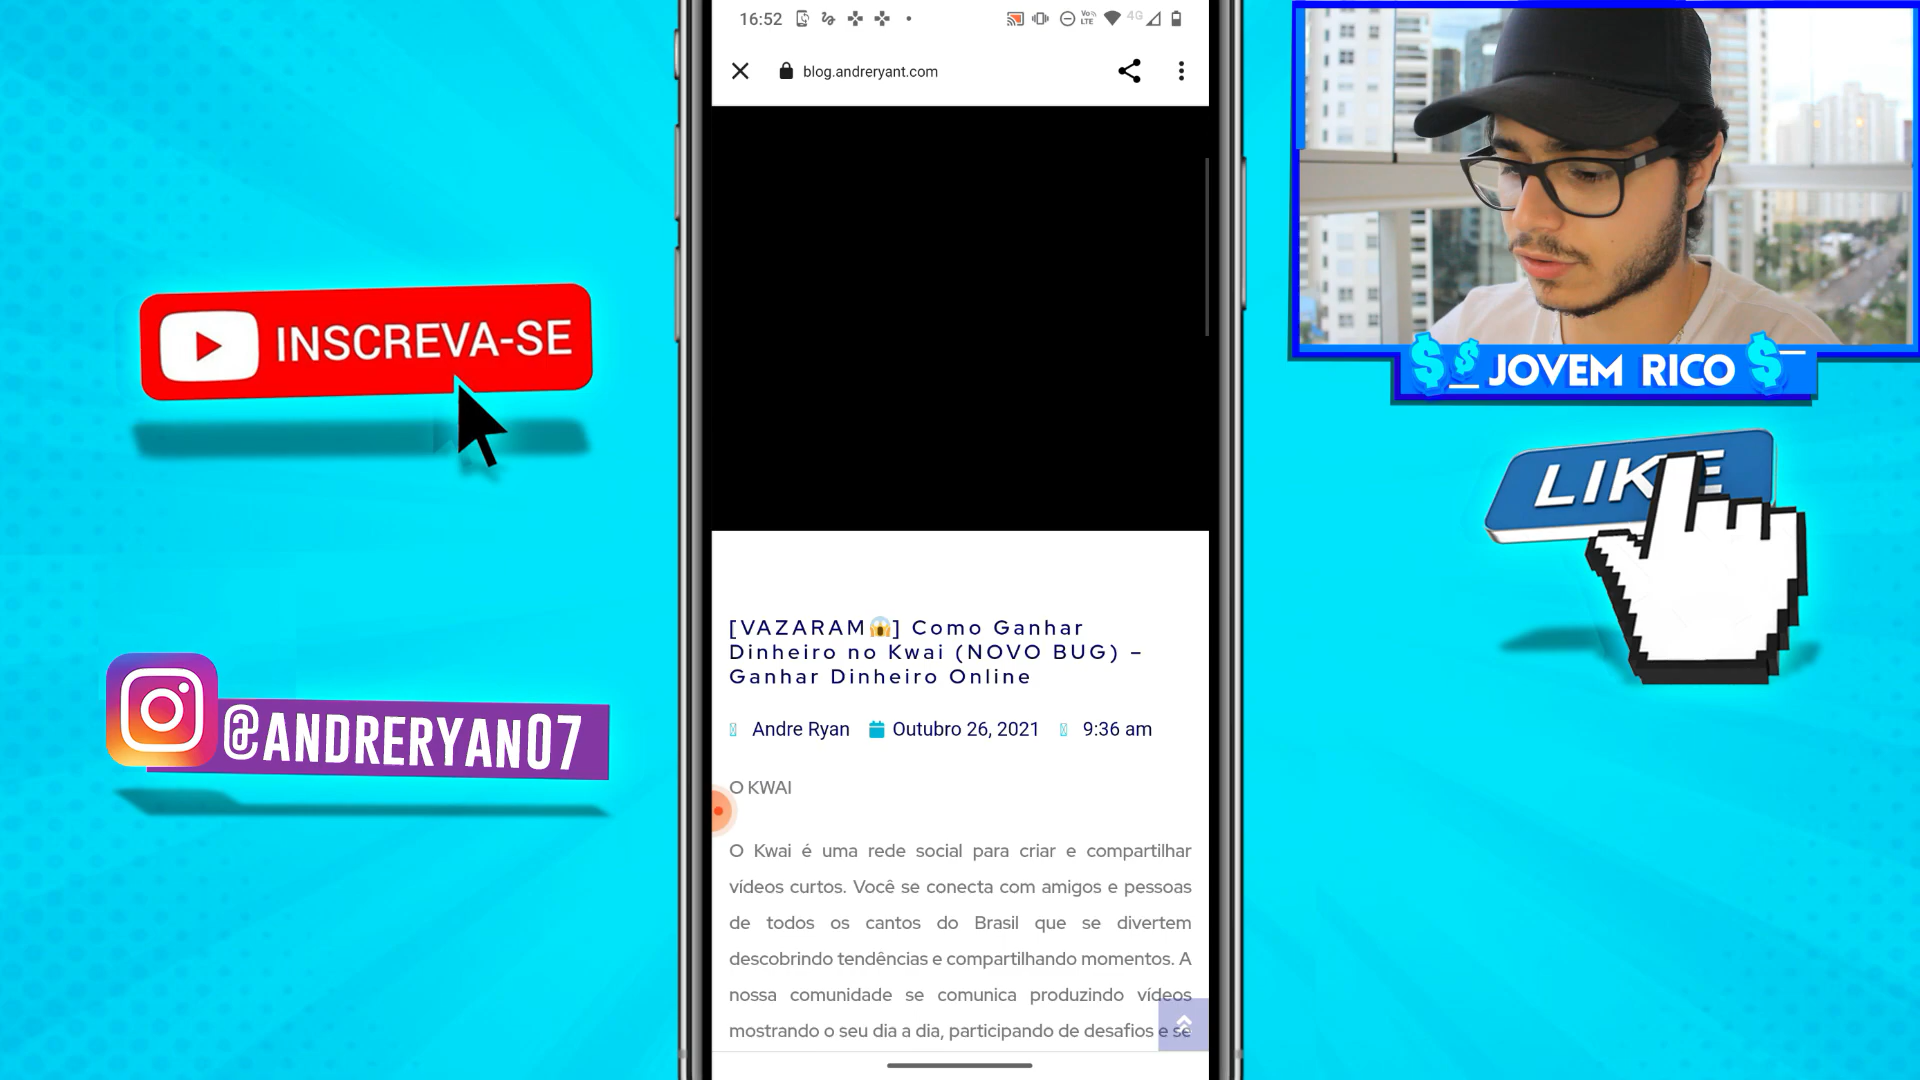 16:52
Vo))
LTE
4G
blog.andreryant.com
INSCREVA-SE
$ $ JOVEM RICO $
LIKE
[VAZARAM😱] Como Ganhar
Dinheiro no Kwai (NOVO BUG) –
Ganhar Dinheiro Online
@ANDRERYAN07
Andre Ryan Outubro 26, 2021 9:36 am
O KWAI
O Kwai é uma rede social para criar e compartilhar
vídeos curtos. Você se conecta com amigos e pessoas
de todos os cantos do Brasil que se divertem
descobrindo tendências e compartilhando momentos. A
nossa comunidade se comunica produzindo vídeos
mostrando o seu dia a dia, participando de desafios e se